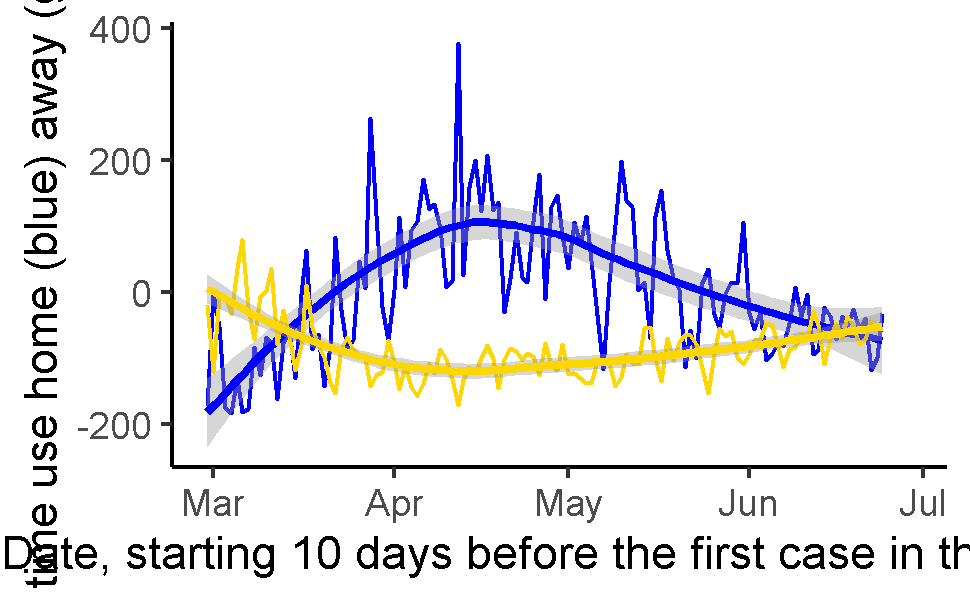 time use home (blue) away (
400
200
0
-200
Mar Apr May Jun Jul
Date, starting 10 days before the first case in th